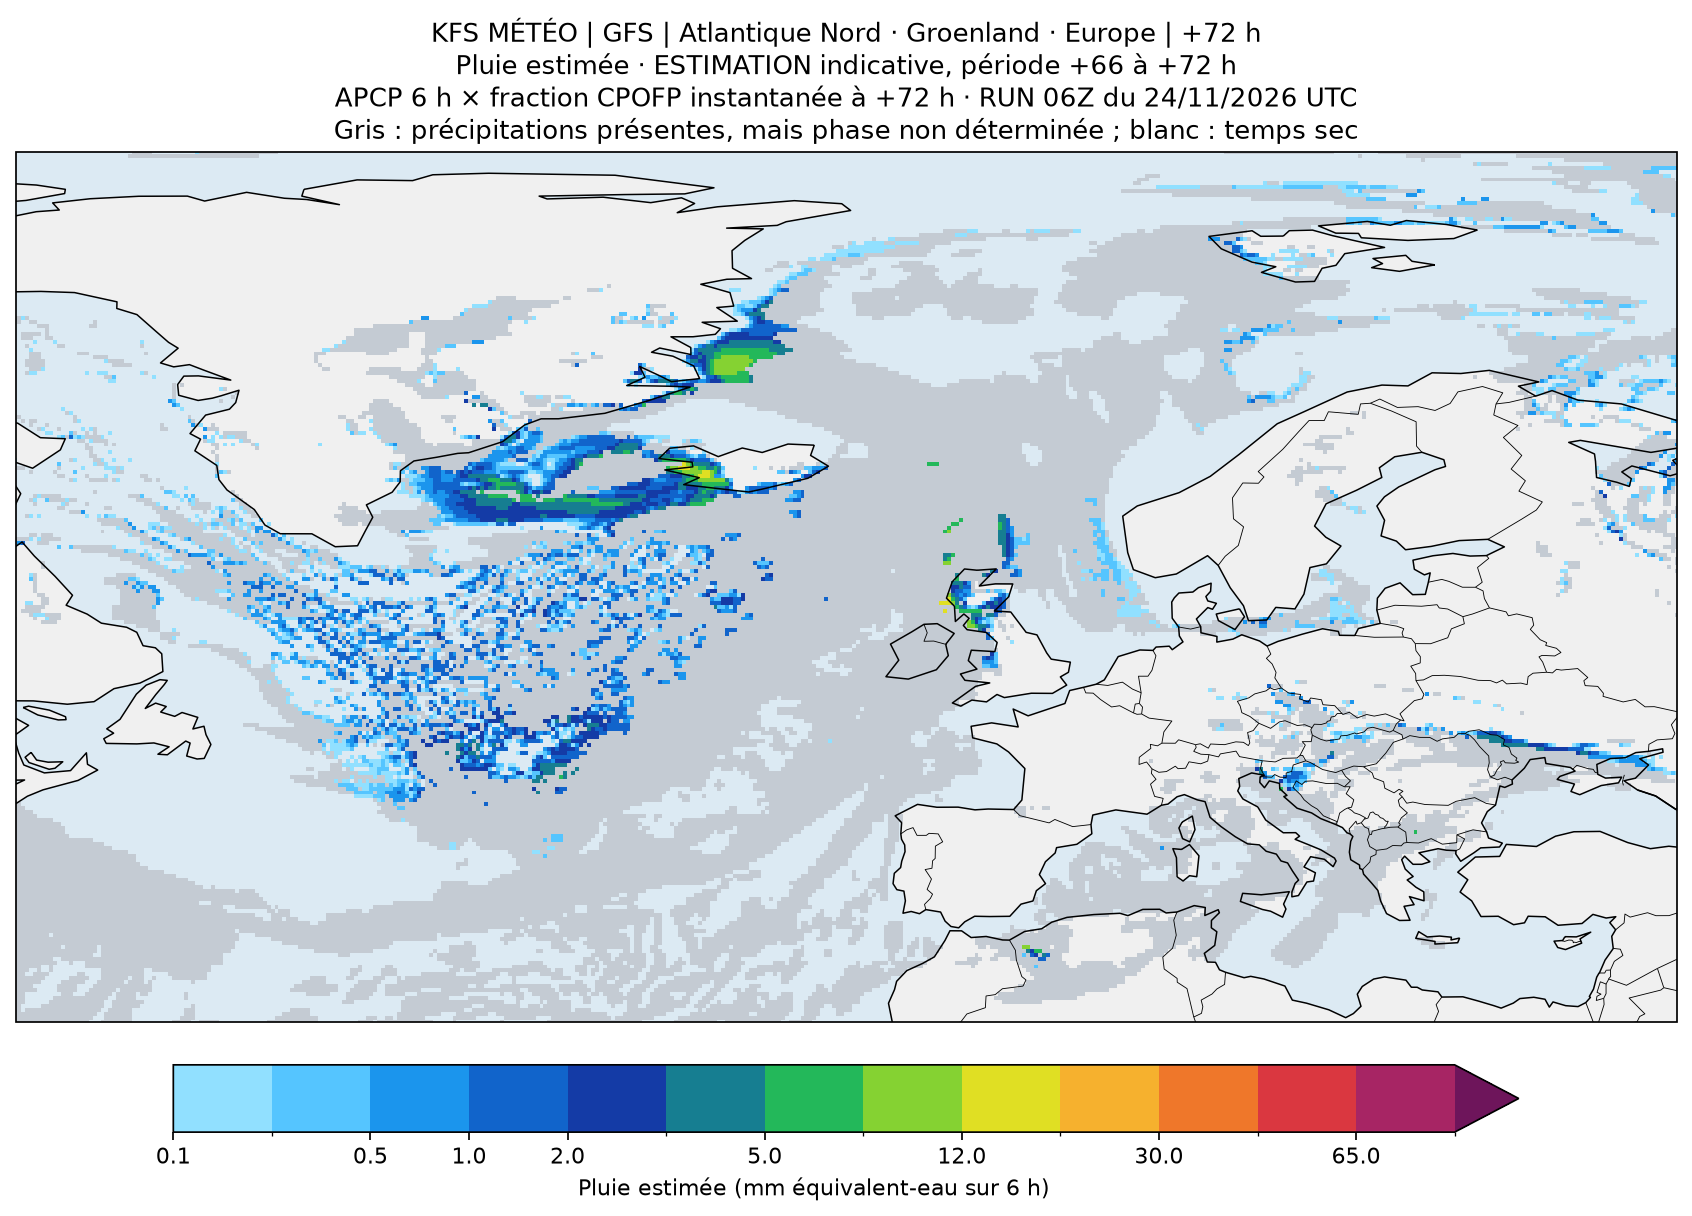 KFS MÉTÉO | GFS | Atlantique Nord · Groenland · Europe | +72 h
Pluie estimée · ESTIMATION indicative, période +66 à +72 h
APCP 6 h × fraction CPOFP instantanée à +72 h · RUN 06Z du 24/11/2026 UTC
Gris : précipitations présentes, mais phase non déterminée ; blanc : temps sec
0.1 0.5 1.0 2.0 5.0 12.0 30.0 65.0
Pluie estimée (mm équivalent-eau sur 6 h)